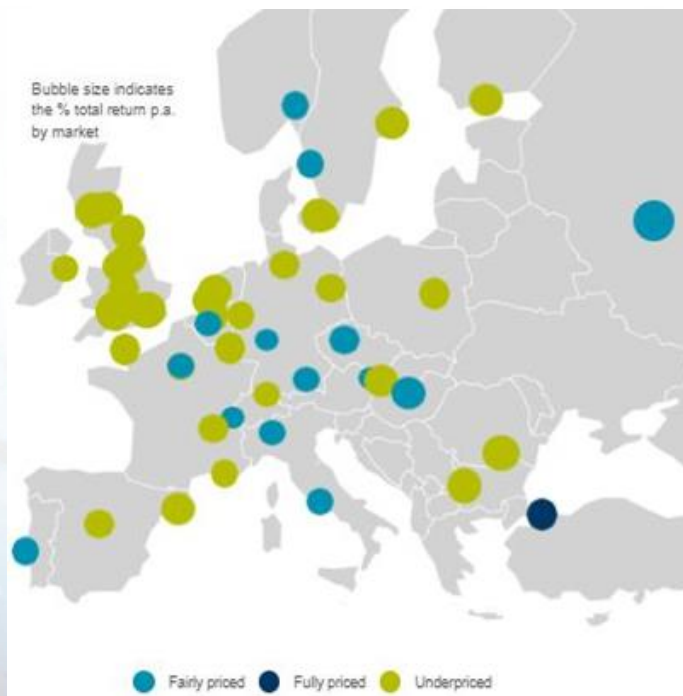 Bubble size indicates
the % total return p.a.
by market
Fairly priced Fully priced Underpriced